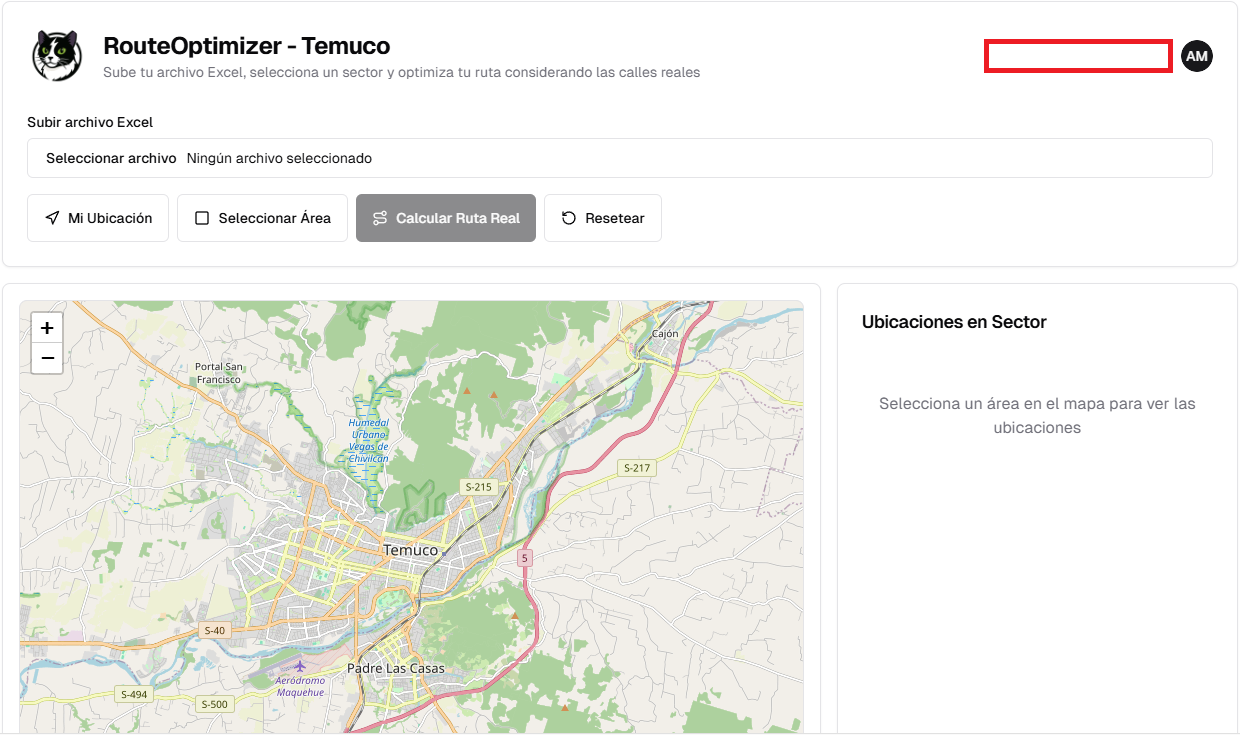 RouteOptimizer - Temuco
Sube tu archivo Excel, selecciona un sector y optimiza tu ruta considerando las calles reales
AM
Subir archivo Excel
Seleccionar archivo Ningún archivo seleccionado
Mi Ubicación
Seleccionar Área
Calcular Ruta Real
Resetear
+
−
Cajón
Portal San
Francisco
Humedal
Urbano
Vegas de
Chivilcán
S-217
S-215
Temuco
5
S-40
Padre Las Casas
Aeródromo
Maquehue
S-494
S-500
Ubicaciones en Sector
Selecciona un área en el mapa para ver las
ubicaciones